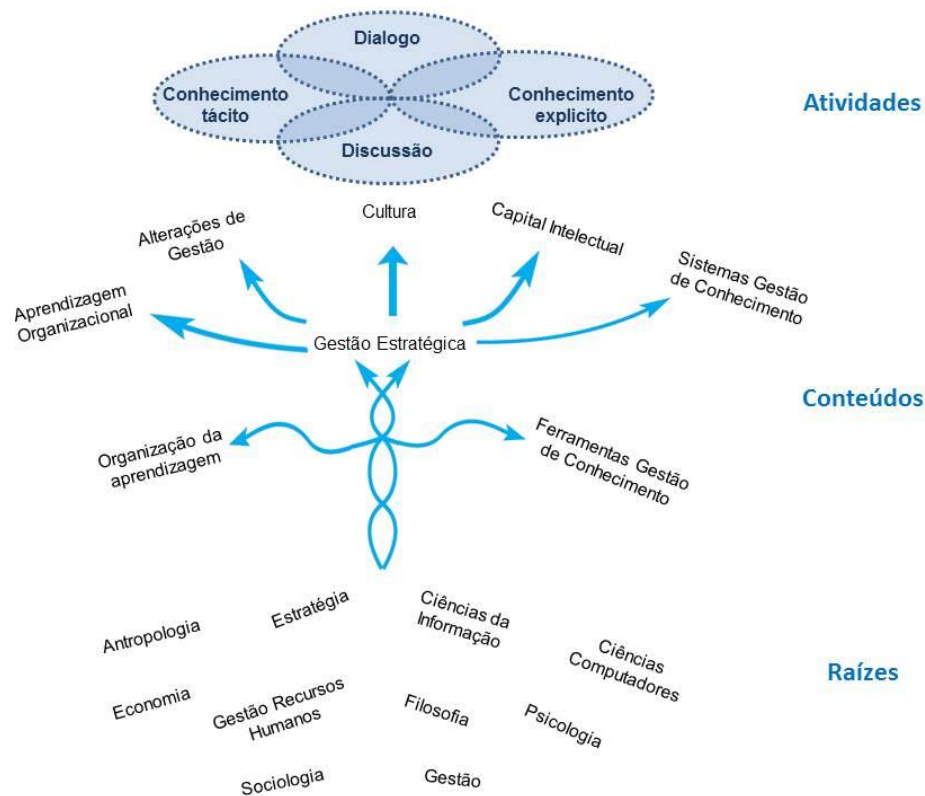 Dialogo
Conhecimento
tácito
Conhecimento
explicito
Discussão
Atividades
Alterações de
Gestão
Cultura
Capital Intelectual
Aprendizagem
Organizacional
Sistemas Gestão
de Conhecimento
Gestão Estratégica
Conteúdos
Organização da
aprendizagem
Ferramentas Gestão
de Conhecimento
Antropologia
Estratégia
Ciências da
Informação
Ciências
Computadores
Raízes
Economia
Gestão Recursos
Humanos
Filosofia
Psicologia
Sociologia
Gestão